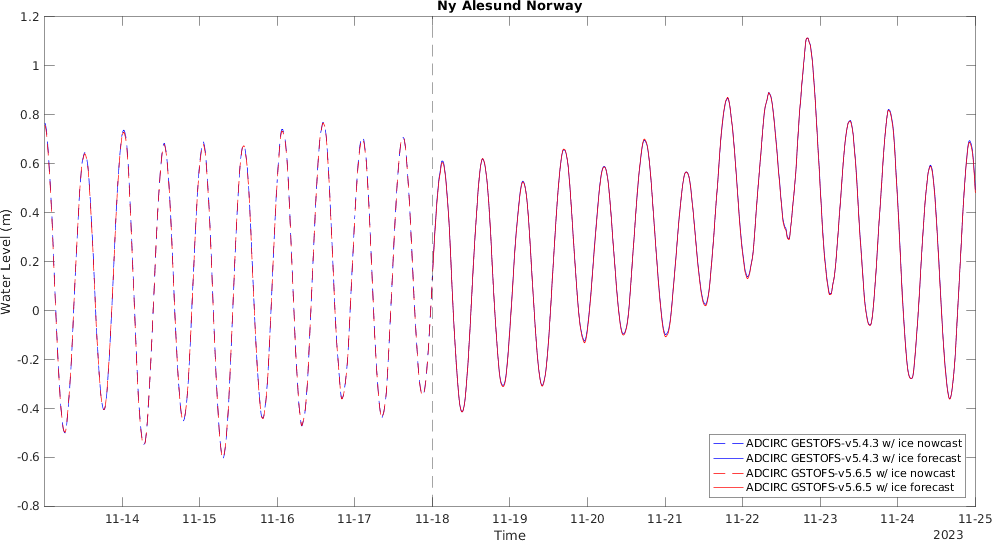 Ny Alesund Norway
1.2
1
0.8
0.6
0.4
0.2
0
-0.2
-0.4
-0.6
-0.8
Water Level (m)
ADCIRC GESTOFS-v5.4.3 w/ ice nowcast
ADCIRC GESTOFS-v5.4.3 w/ ice forecast
ADCIRC GSTOFS-v5.6.5 w/ ice nowcast
ADCIRC GSTOFS-v5.6.5 w/ ice forecast
11-14 11-15 11-16 11-17 11-18 11-19 11-20 11-21 11-22 11-23 11-24 11-25
Time
2023